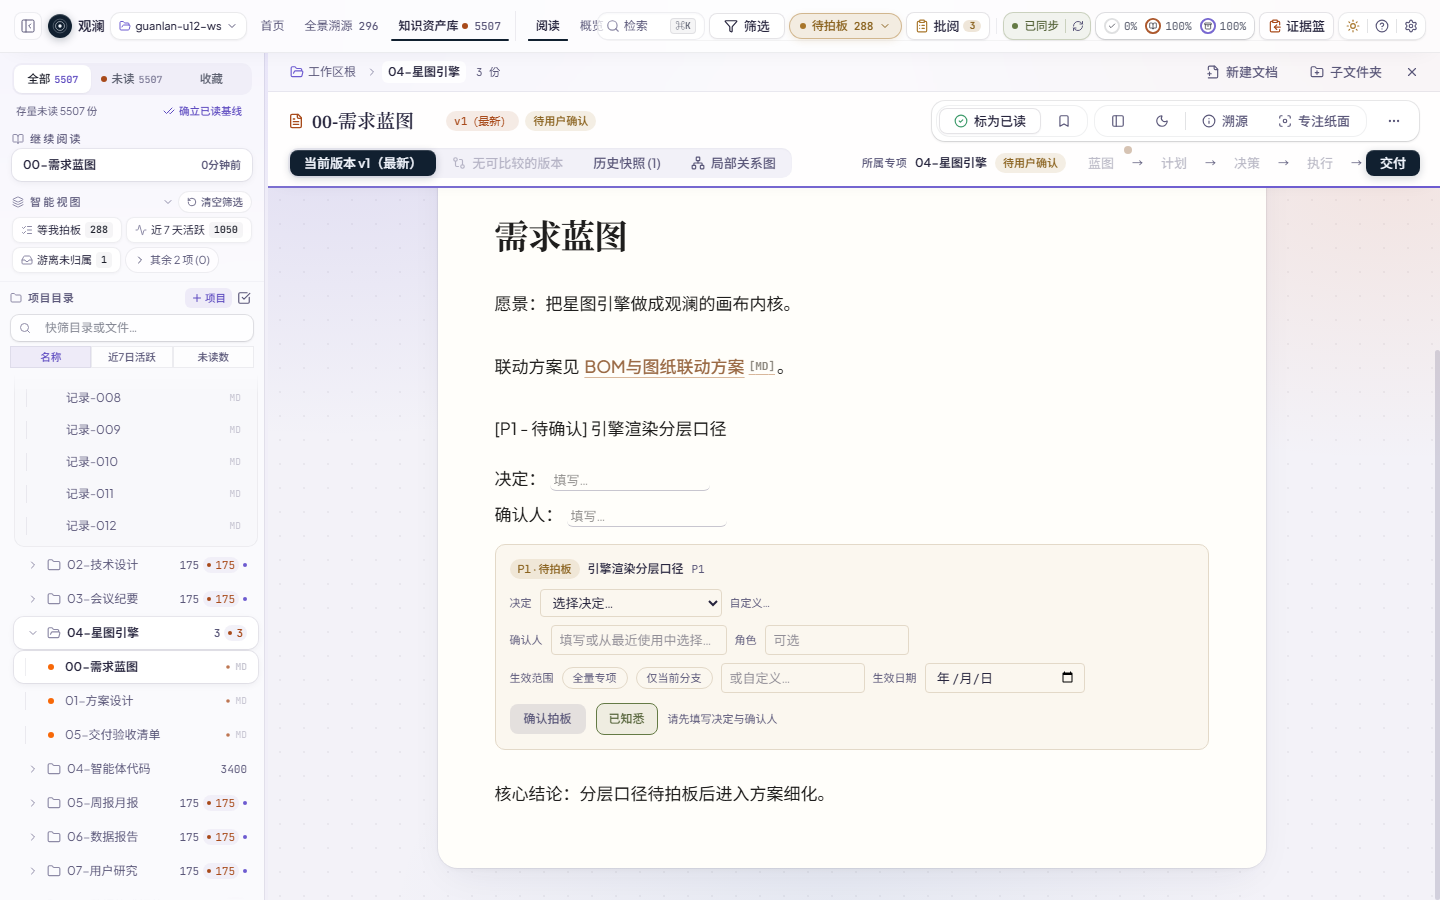 观澜 guanlan-u12-ws 首页 全景溯源 296 知识资产库 5507 阅读 概览 检索 ⌘K 筛选 待拍板 288 批阅 3 已同步 0% 100% 100% 证据篮
全部 5507 未读 5507 收藏
存量未读 5507 份 确立已读基线
继续阅读
00-需求蓝图 0分钟前
智能视图 清空筛选
等我拍板 288 近 7 天活跃 1050
游离未归属 1 其余 2 项 (0)
项目目录 + 项目
快筛目录或文件...
名称 近7日活跃 未读数
记录-008 MD
记录-009 MD
记录-010 MD
记录-011 MD
记录-012 MD
02-技术设计 175 175
03-会议纪要 175 175
04-星图引擎 3 3
00-需求蓝图 MD
01-方案设计 MD
05-交付验收清单 MD
04-智能体代码 3400
05-周报月报 175 175
06-数据报告 175 175
07-用户研究 175 175
工作区根 04-星图引擎 3 份 新建文档 子文件夹
00-需求蓝图 v1（最新） 待用户确认 标为已读 溯源 专注纸面
当前版本 v1（最新） 无可比较的版本 历史快照 (1) 局部关系图 所属专项 04-星图引擎 待用户确认 蓝图 → 计划 → 决策 → 执行 → 交付
需求蓝图
愿景：把星图引擎做成观澜的画布内核。
联动方案见 BOM与图纸联动方案 [MD]。
[P1 - 待确认] 引擎渲染分层口径
决定： 填写...
确认人： 填写...
P1 · 待拍板 引擎渲染分层口径 P1
决定 选择决定... 自定义...
确认人 填写或从最近使用中选择... 角色 可选
生效范围 全量专项 仅当前分支 或自定义... 生效日期 年 /月/日
确认拍板 已知悉 请先填写决定与确认人
核心结论：分层口径待拍板后进入方案细化。